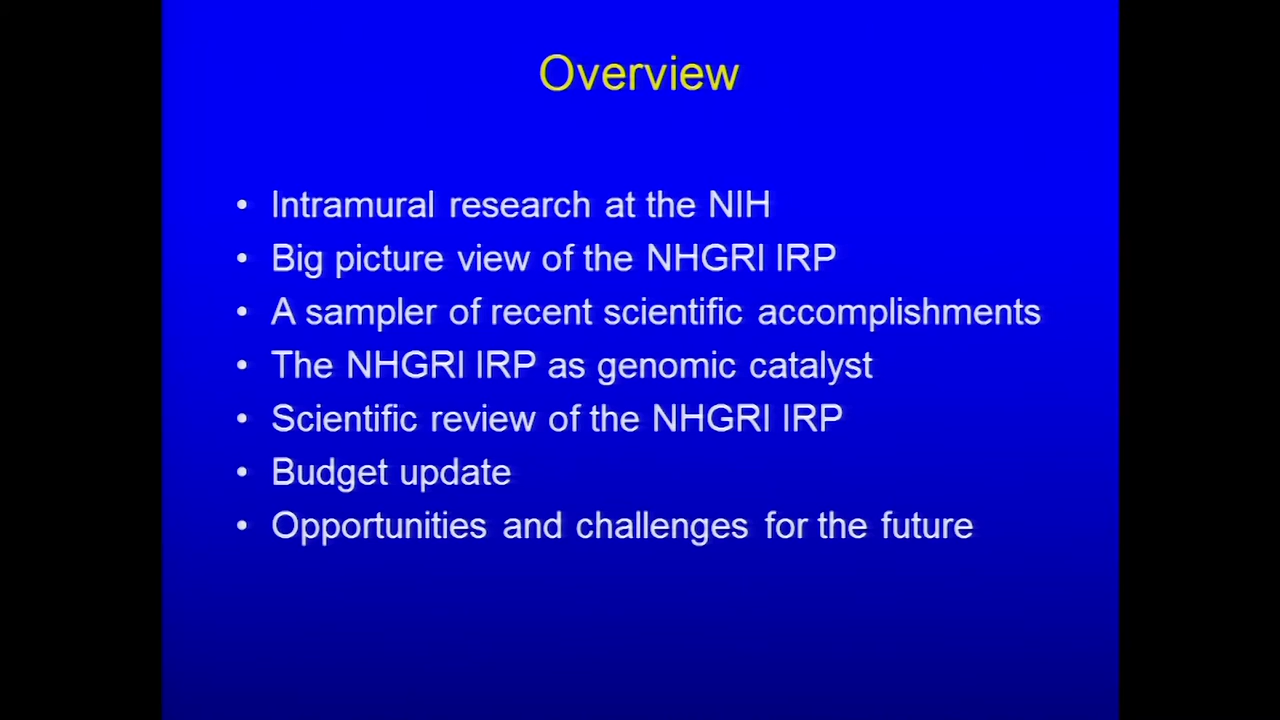 Overview
• Intramural research at the NIH
• Big picture view of the NHGRI IRP
• A sampler of recent scientific accomplishments
• The NHGRI IRP as genomic catalyst
• Scientific review of the NHGRI IRP
• Budget update
• Opportunities and challenges for the future